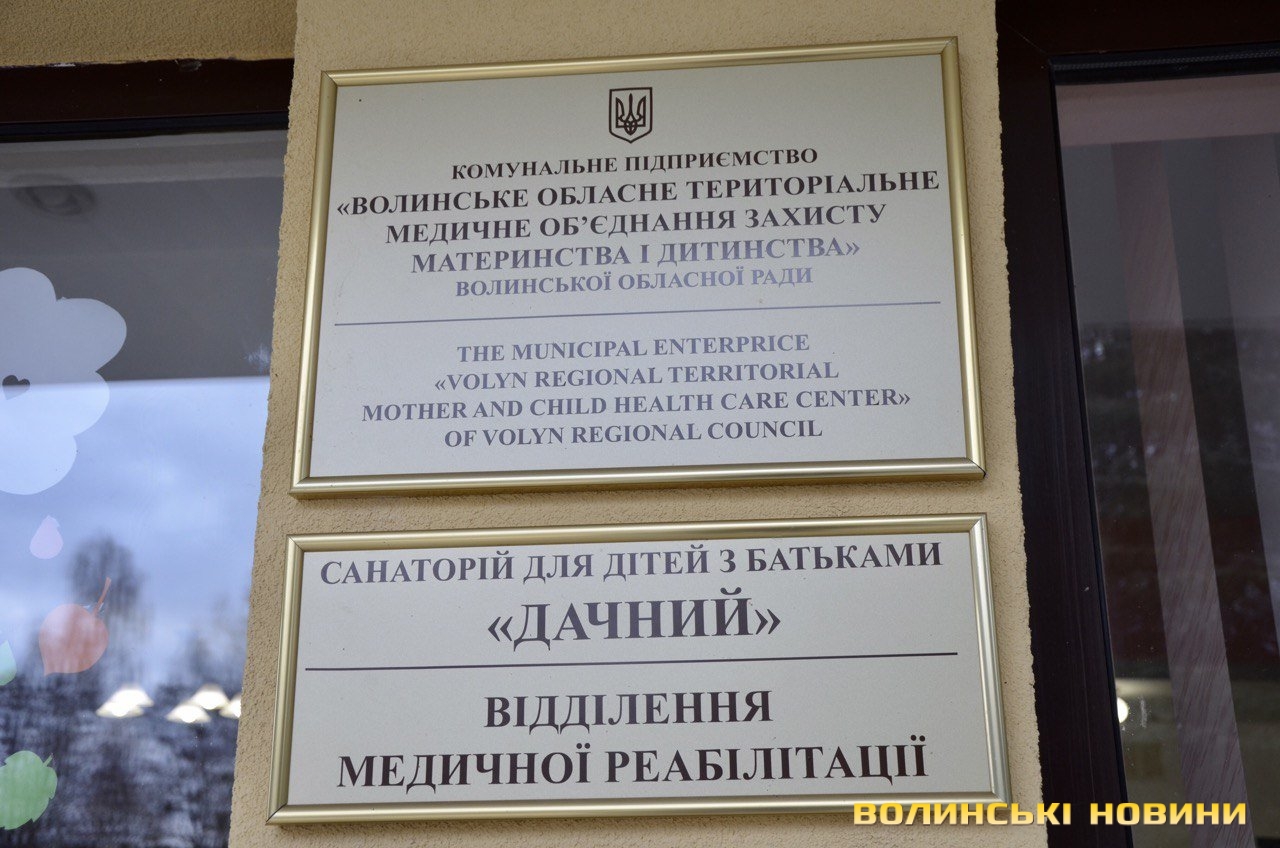 КОМУНАЛЬНЕ ПІДПРИЄМСТВО
«ВОЛИНСЬКЕ ОБЛАСНЕ ТЕРИТОРІАЛЬНЕ
МЕДИЧНЕ ОБ’ЄДНАННЯ ЗАХИСТУ
МАТЕРИНСТВА І ДИТИНСТВА»
ВОЛИНСЬКОЇ ОБЛАСНОЇ РАДИ
THE MUNICIPAL ENTERPRICE
«VOLYN REGIONAL TERRITORIAL
MOTHER AND CHILD HEALTH CARE CENTER»
OF VOLYN REGIONAL COUNCIL
САНАТОРІЙ ДЛЯ ДІТЕЙ З БАТЬКАМИ
«ДАЧНИЙ»
ВІДДІЛЕННЯ
МЕДИЧНОЇ РЕАБІЛІТАЦІЇ
ВОЛИНСЬКІ НОВИНИ